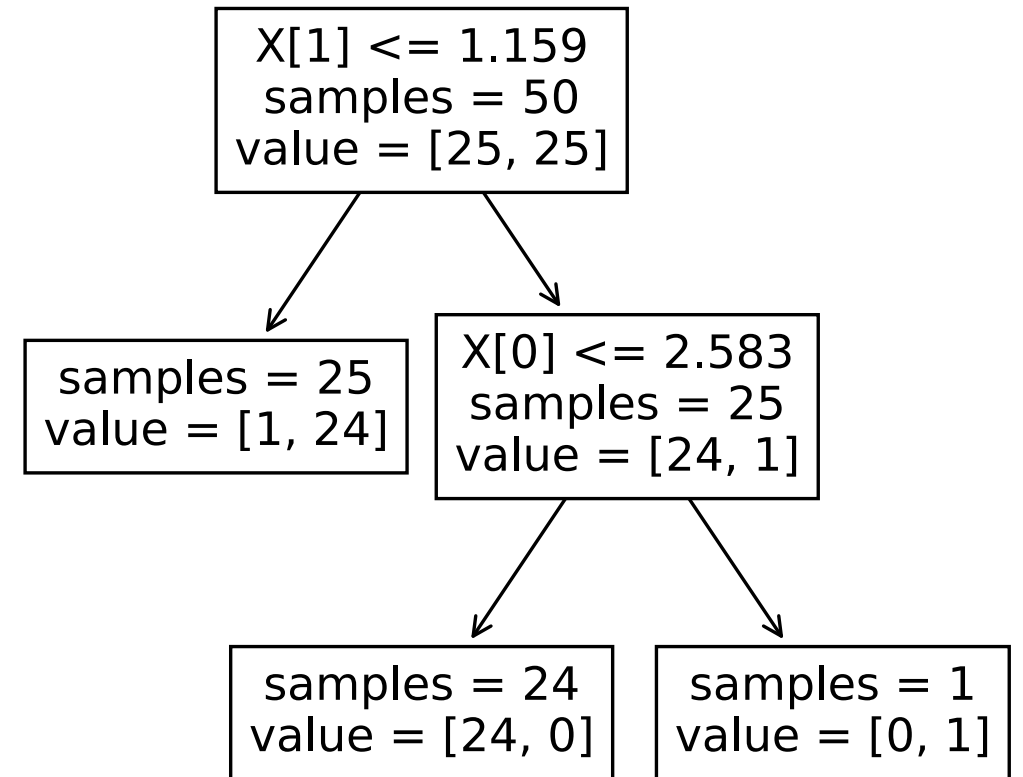 X[1] <= 1.159
samples = 50
value = [25, 25]
samples = 25
value = [1, 24]
X[0] <= 2.583
samples = 25
value = [24, 1]
samples = 24
value = [24, 0]
samples = 1
value = [0, 1]